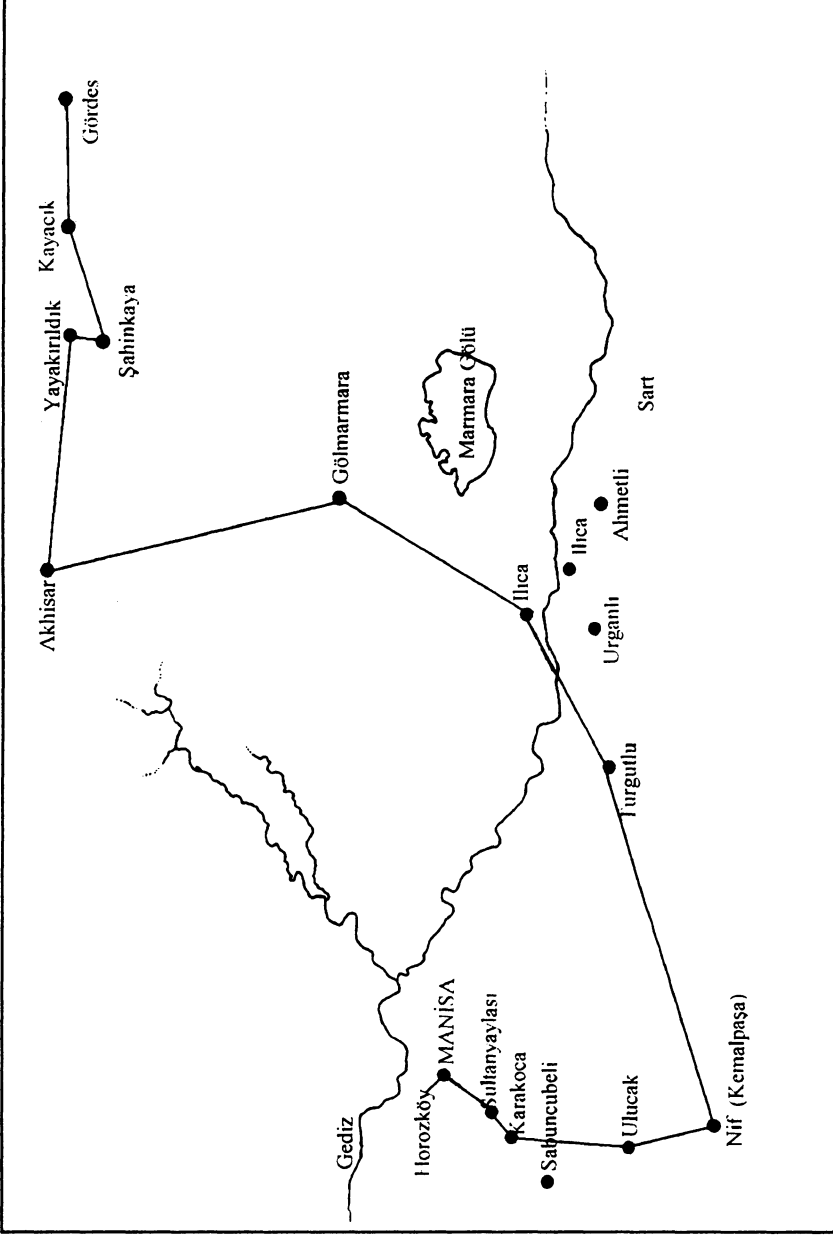 Akhisar
Yayakırıldık
Kayacık
Gördes
Şahinkaya
Gölmarmara
Marmara Gölü
Gediz
Horozköy
MANİSA
Sultanyaylası
Karakoca
Sabuncubeli
Ulucak
Nif (Kemalpaşa)
Turgutlu
Ilıca
Ilıca
Urganlı
Ahmetli
Sart